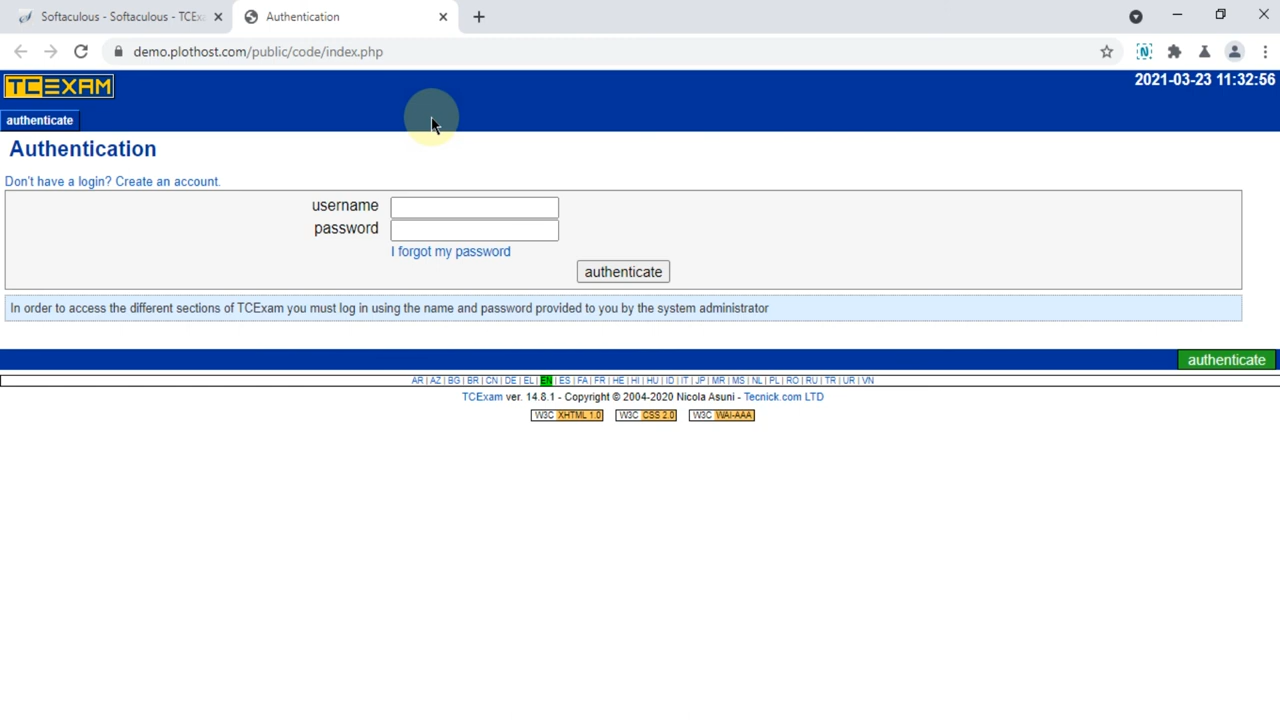 Softaculous - Softaculous - TCEx
Authentication
demo.plothost.com/public/code/index.php
TCEXAM
2021-03-23 11:32:56
authenticate
Authentication
Don't have a login? Create an account.
username
password
I forgot my password
authenticate
In order to access the different sections of TCExam you must log in using the name and password provided to you by the system administrator
authenticate
AR | AZ | BG | BR | CN | DE | EL | EN | ES | FA | FR | HE | HI | HU | ID | IT | JP | MR | MS | NL | PL | RO | RU | TR | UR | VN
TCExam ver. 14.8.1 - Copyright © 2004-2020 Nicola Asuni - Tecnick.com LTD
W3C XHTML 1.0 W3C CSS 2.0 W3C WAI-AAA